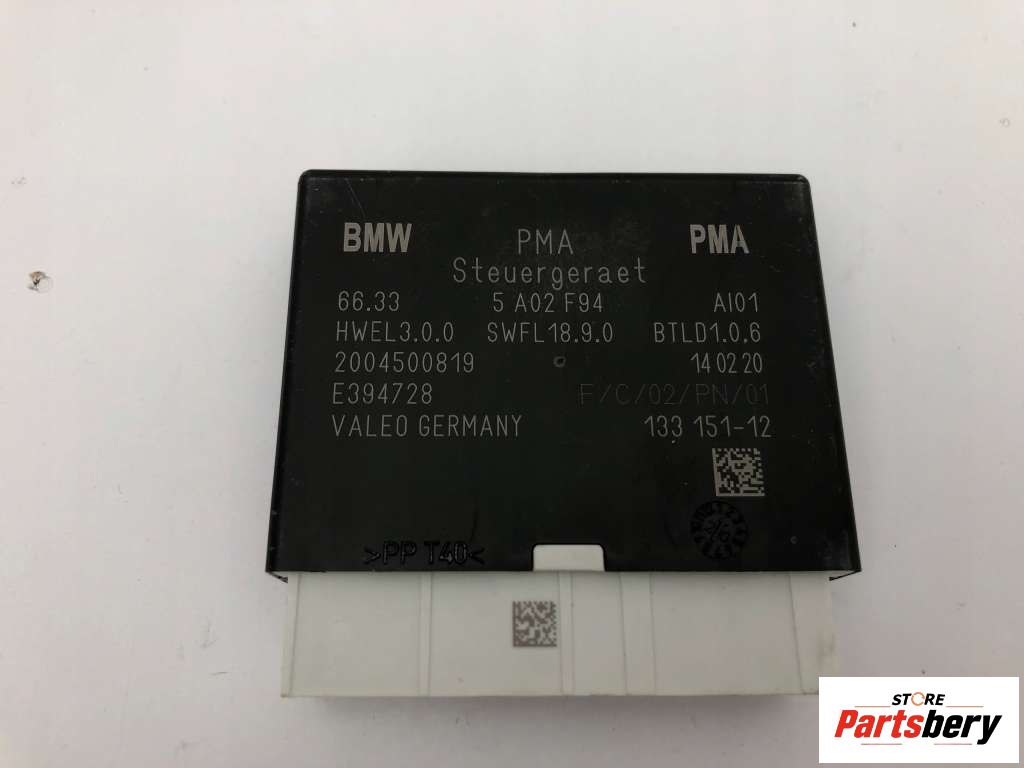 BMW PMA PMA
Steuergeraet
66.33 5 A02 F94 AI01
HWEL3.0.0 SWFL18.9.0 BTLD1.0.6
2004500819 14 02 20
E394728 F/C/02/PN/01
VALEO GERMANY 133 151-12
>PP T40<
STORE
Partsbery